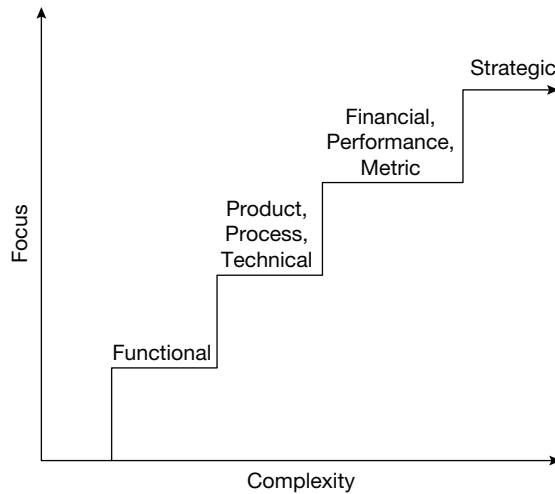 Strategic
Financial,
Performance,
Metric
Product,
Process,
Technical
Functional
Focus
Complexity